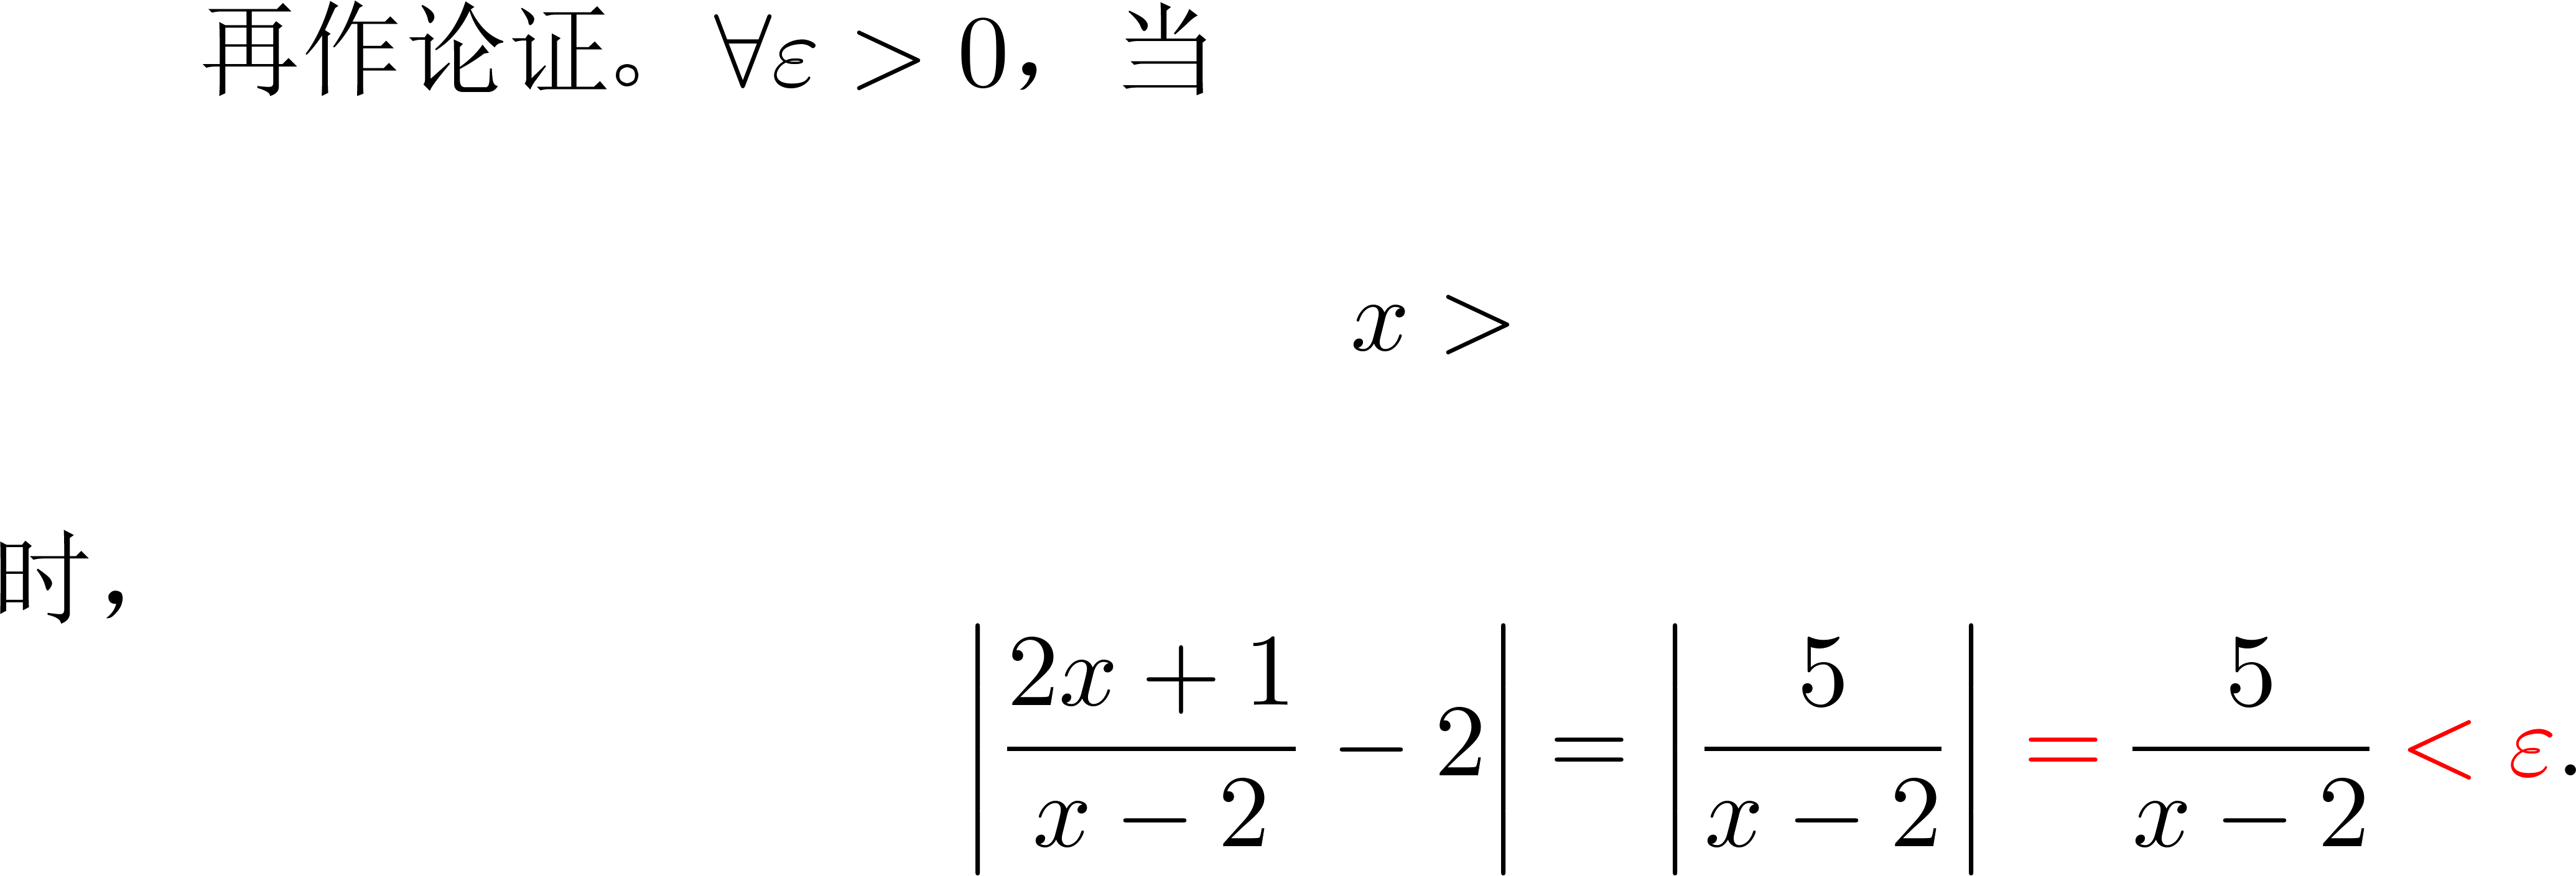 再作论证。∀ε > 0，当
x >
时，
|(2x + 1)/(x − 2) − 2| = |5/(x − 2)| = 5/(x − 2) < ε.